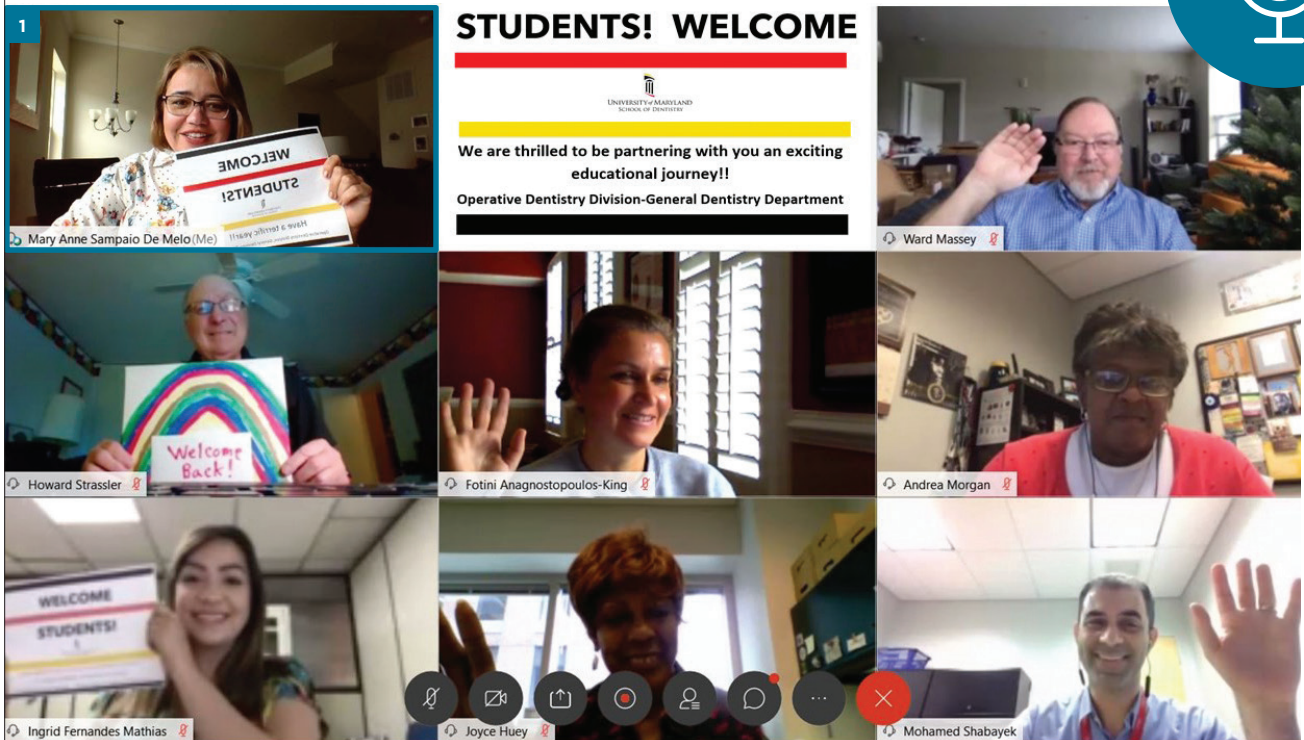 1
WELCOME
STUDENTS!
Have a terrific year!!
Mary Anne Sampaio De Melo(Me)
STUDENTS! WELCOME
UNIVERSITY of MARYLAND
SCHOOL OF DENTISTRY
We are thrilled to be partnering with you an exciting
educational journey!!
Operative Dentistry Division-General Dentistry Department
Ward Massey
Welcome
Back!
Howard Strassler
Fotini Anagnostopoulos-King
Andrea Morgan
WELCOME
STUDENTS!
Ingrid Fernandes Mathias
Joyce Huey
Mohamed Shabayek